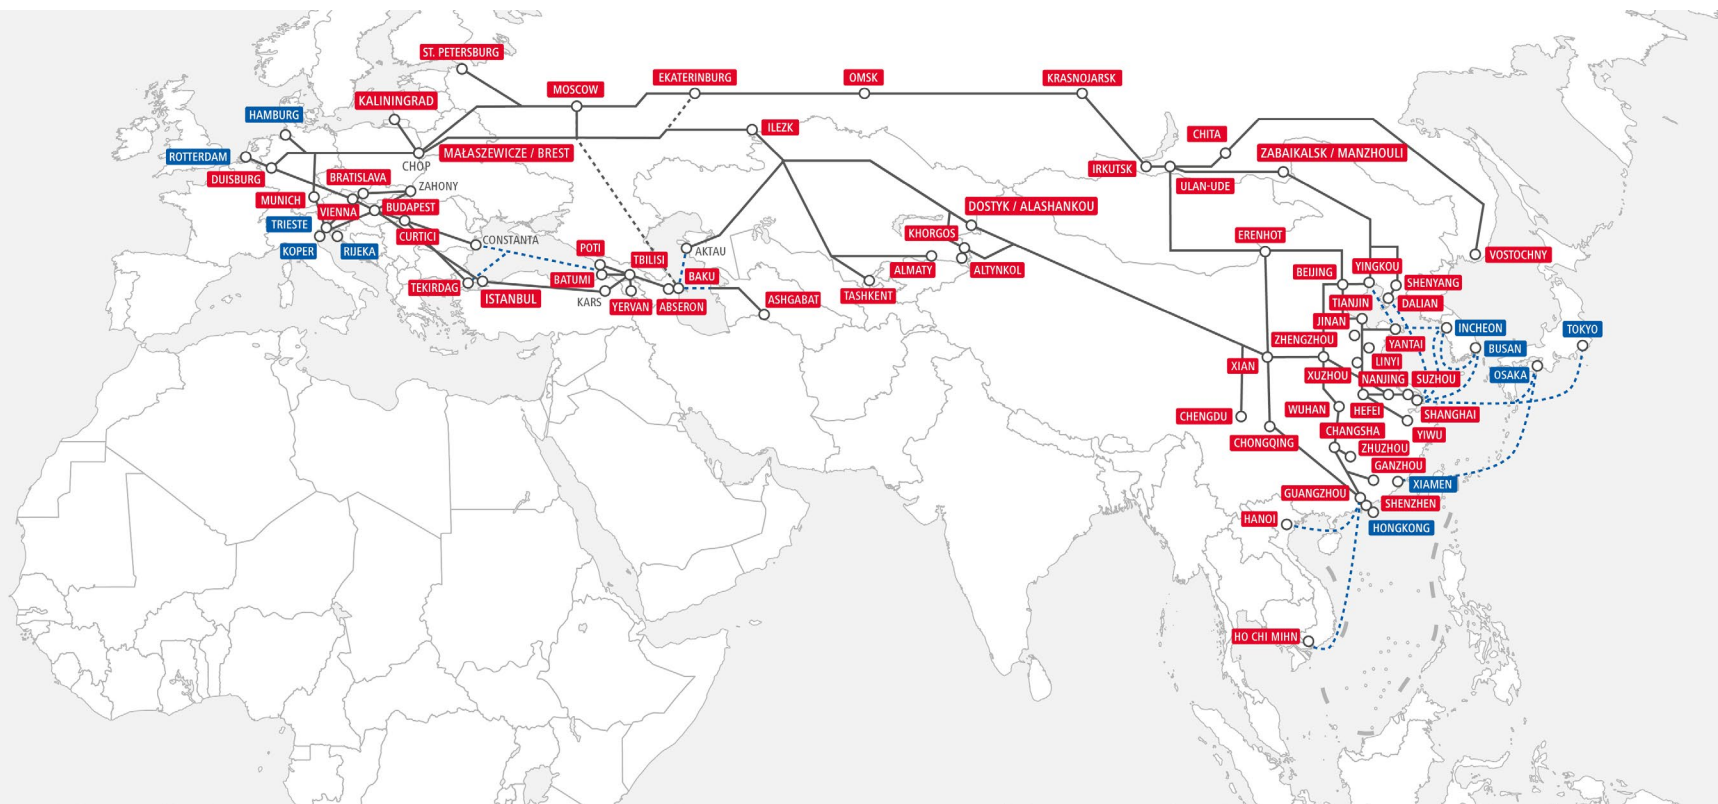 ST. PETERSBURG
MOSCOW
EKATERINBURG
OMSK
KRASNOJARSK
KALININGRAD
HAMBURG
ILEZK
CHITA
ROTTERDAM
CHOP
MAŁASZEWICZE / BREST
ZABAIKALSK / MANZHOULI
DUISBURG
BRATISLAVA
ZAHONY
IRKUTSK
ULAN-UDE
MUNICH
VIENNA
BUDAPEST
DOSTYK / ALASHANKOU
TRIESTE
CURTICI
CONSTANTA
KHORGOS
ERENHOT
KOPER
RIJEKA
POTI
TBILISI
AKTAU
VOSTOCHNY
BATUMI
BAKU
ALMATY
ALTYNKOL
BEIJING
YINGKOU
SHENYANG
TEKIRDAG
ISTANBUL
KARS
YERVAN
ABSERON
ASHGABAT
TASHKENT
TIANJIN
DALIAN
JINAN
INCHEON
TOKYO
ZHENGZHOU
YANTAI
BUSAN
XIAN
LINYI
XUZHOU
NANJING
SUZHOU
OSAKA
CHENGDU
WUHAN
HEFEI
SHANGHAI
CHONGQING
CHANGSHA
YIWU
ZHUZHOU
GANZHOU
XIAMEN
GUANGZHOU
SHENZHEN
HANOI
HONGKONG
HO CHI MIHN